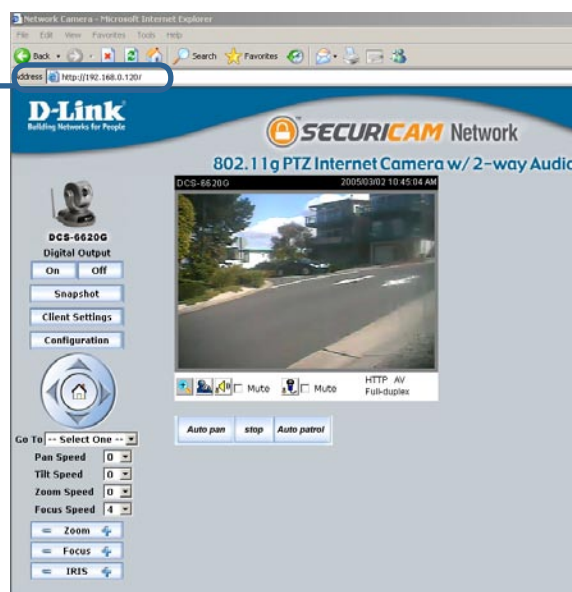 Network Camera - Microsoft Internet Explorer
File Edit View Favorites Tools Help
Back Search Favorites
Address http://192.168.0.120/
D-Link
Building Networks for People
SECURICAM Network
802.11g PTZ Internet Camera w/ 2-way Audio
DCS-6620G 2005/03/02 10:45:04 AM
DCS-6620G
Digital Output
On Off
Snapshot
Client Settings
Configuration
Mute Mute HTTP AV
Full-duplex
Auto pan stop Auto patrol
Go To -- Select One --
Pan Speed 0
Tilt Speed 0
Zoom Speed 0
Focus Speed 4
Zoom
Focus
IRIS